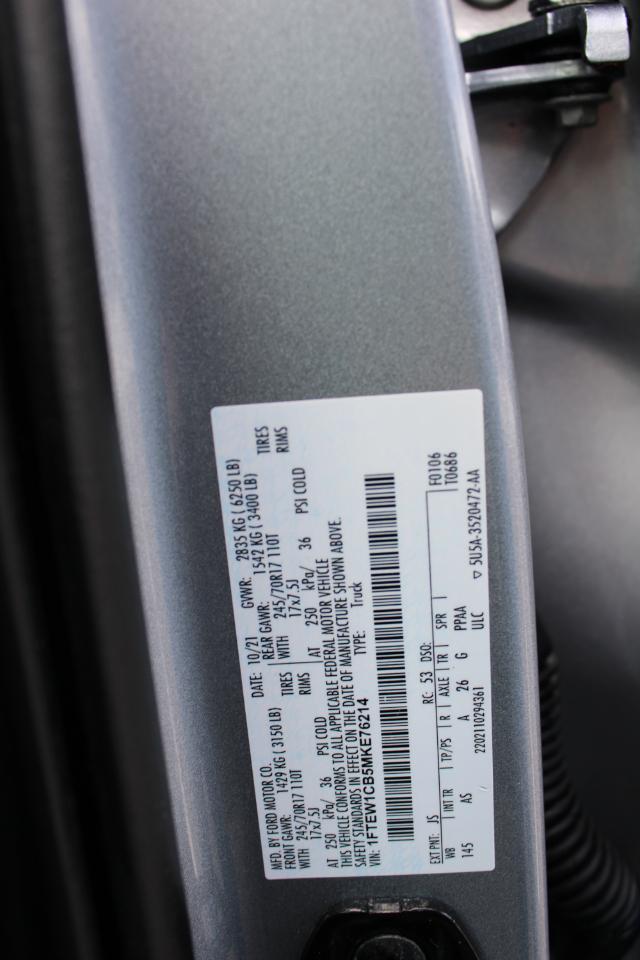 MFD. BY FORD MOTOR CO. DATE: 10/21 GVWR: 2835 KG ( 6250 LB)
FRONT GAWR: 1429 KG ( 3150 LB) REAR GAWR: 1542 KG ( 3400 LB)
WITH 245/70R17 110T TIRES WITH 245/70R17 110T TIRES
17x7.5J RIMS 17x7.5J RIMS
AT 250 kPa/ 36 PSI COLD AT 250 kPa/ 36 PSI COLD
THIS VEHICLE CONFORMS TO ALL APPLICABLE FEDERAL MOTOR VEHICLE
SAFETY STANDARDS IN EFFECT ON THE DATE OF MANUFACTURE SHOWN ABOVE.
VIN: 1FTEW1CB5MKE76214 TYPE: Truck
F0106
EXT PNT: JS RC: 53 DSO: T0686
WB INT TR TP/PS R AXLE TR SPR
145 AS A 26 G PPAA
2202110294361 ULC ▽ 5U5A-3520472-AA